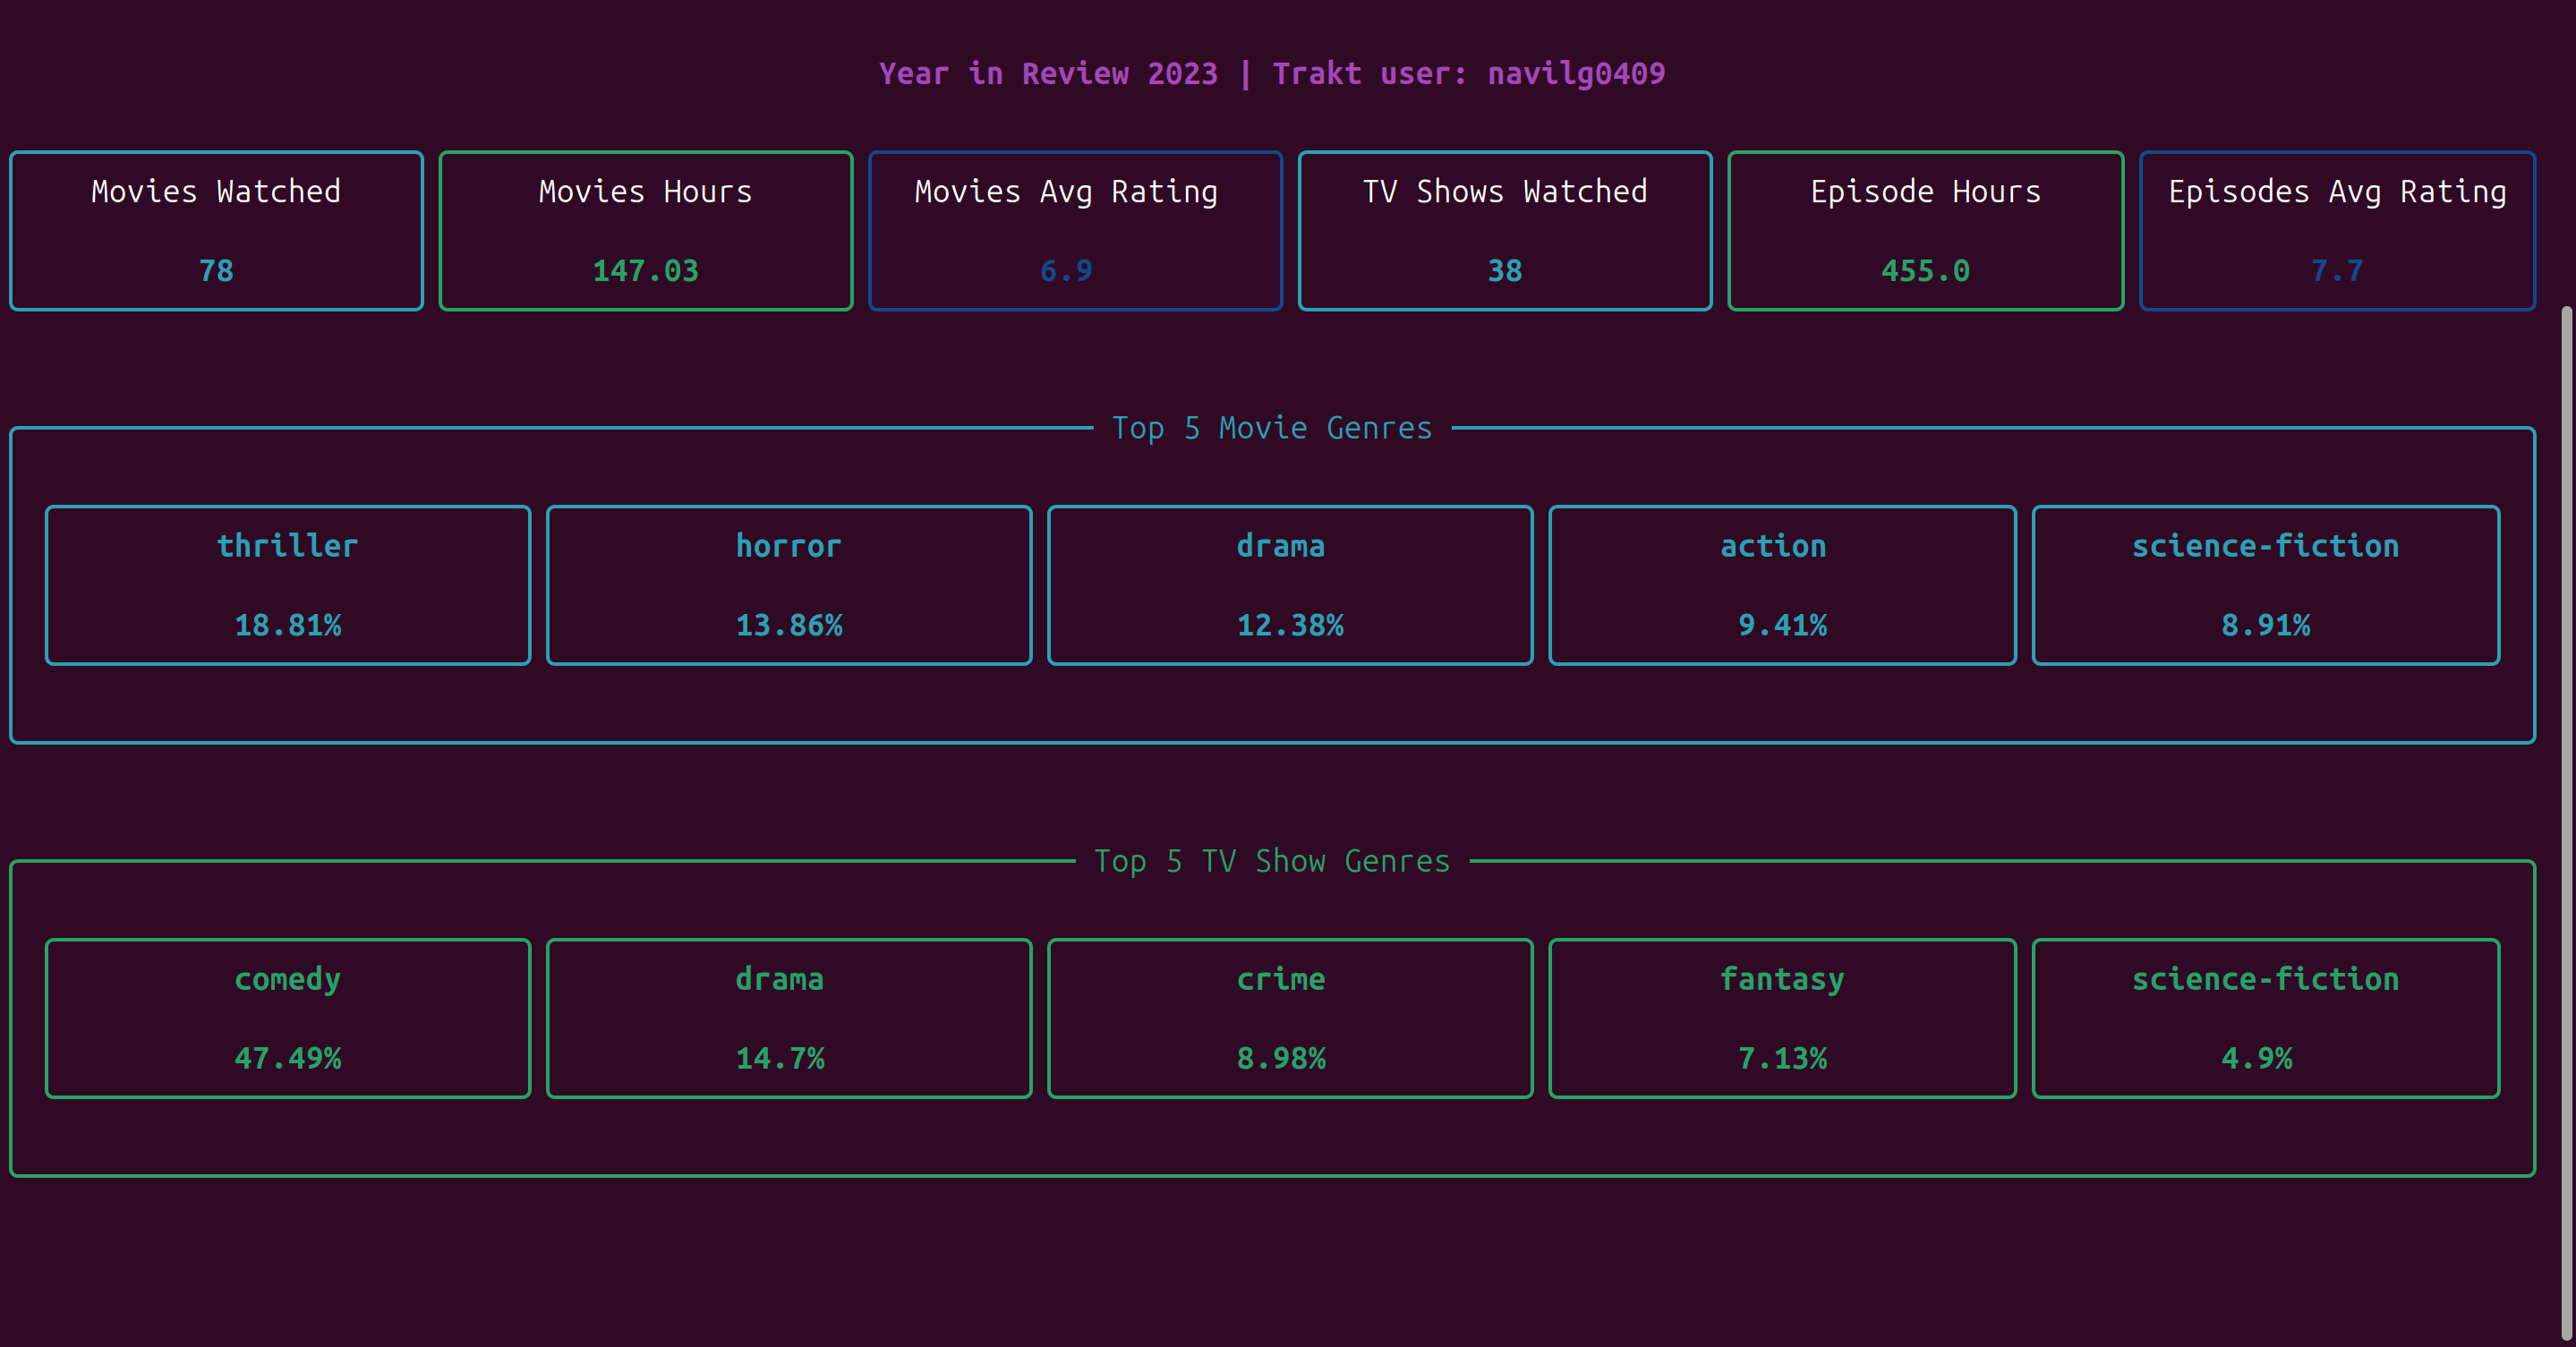 Year in Review 2023 | Trakt user: navilg0409
Movies Watched
78
Movies Hours
147.03
Movies Avg Rating
6.9
TV Shows Watched
38
Episode Hours
455.0
Episodes Avg Rating
7.7
Top 5 Movie Genres
thriller
18.81%
horror
13.86%
drama
12.38%
action
9.41%
science-fiction
8.91%
Top 5 TV Show Genres
comedy
47.49%
drama
14.7%
crime
8.98%
fantasy
7.13%
science-fiction
4.9%